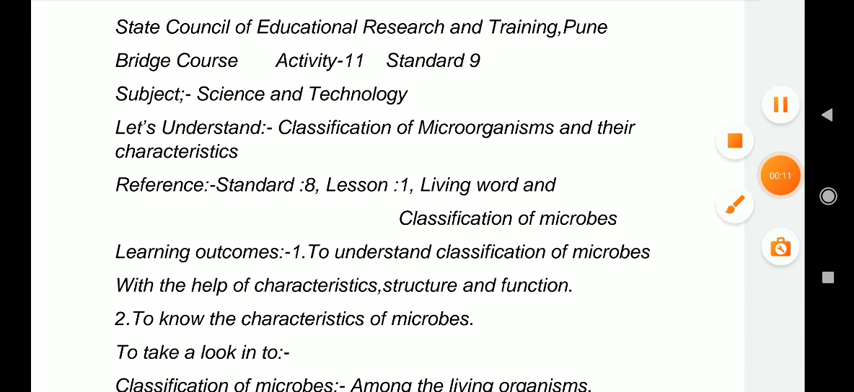 State Council of Educational Research and Training,Pune
Bridge Course Activity-11 Standard 9
Subject;- Science and Technology
Let's Understand:- Classification of Microorganisms and their
characteristics
Reference:-Standard :8, Lesson :1, Living word and
Classification of microbes
Learning outcomes:-1.To understand classification of microbes
With the help of characteristics,structure and function.
2.To know the characteristics of microbes.
To take a look in to:-
Classification of microbes:- Among the living organisms,
00:11